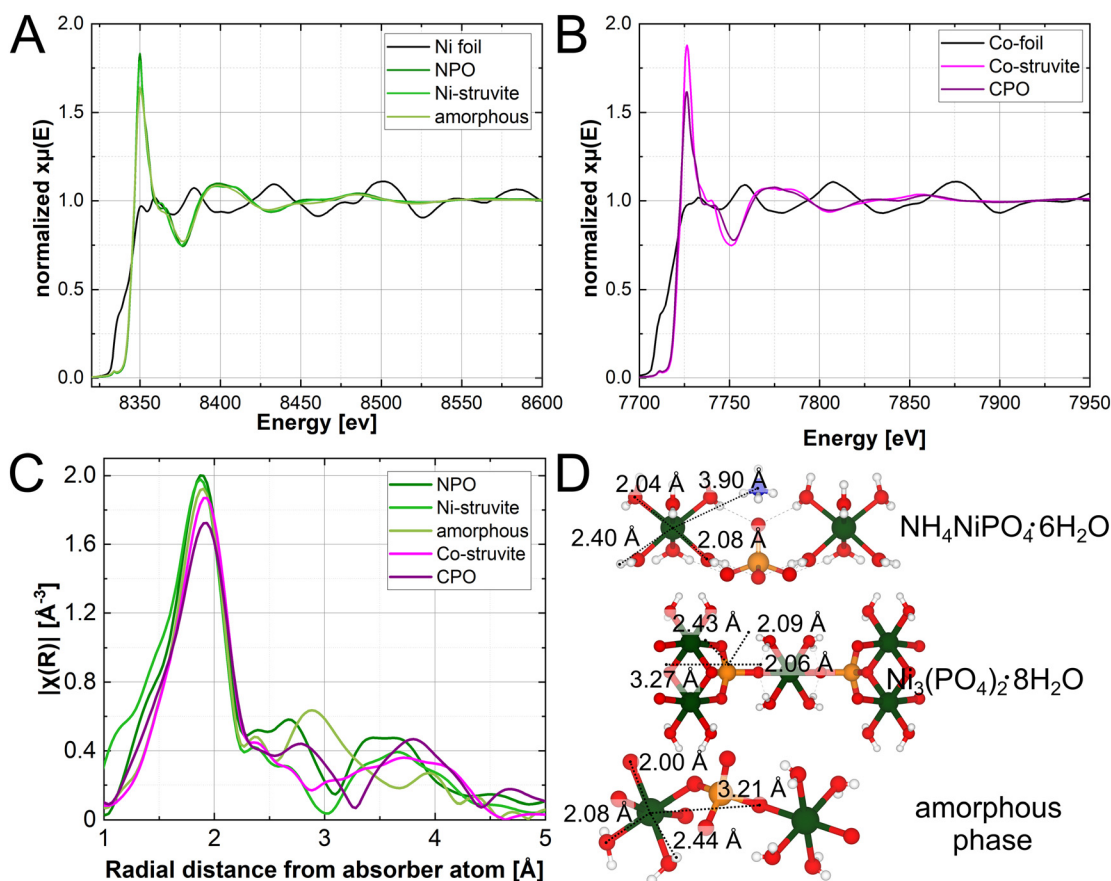 A
normalized xμ(E)
2.0
1.5
1.0
0.5
0.0
8350
8400
8450
8500
8550
8600
Energy [ev]
Ni foil
NPO
Ni-struvite
amorphous
B
normalized xμ(E)
2.0
1.5
1.0
0.5
0.0
7700
7750
7800
7850
7900
7950
Energy [eV]
Co-foil
Co-struvite
CPO
C
|χ(R)| [Å⁻³]
2.0
1.6
1.2
0.8
0.4
0
1
2
3
4
5
Radial distance from absorber atom [Å]
NPO
Ni-struvite
amorphous
Co-struvite
CPO
D
2.04 Å
3.90 Å
2.40 Å
2.08 Å
NH₄NiPO₄·6H₂O
2.43 Å
2.09 Å
3.27 Å
2.06 Å
Ni₃(PO₄)₂·8H₂O
2.00 Å
3.21 Å
2.08 Å
2.44 Å
amorphous
phase